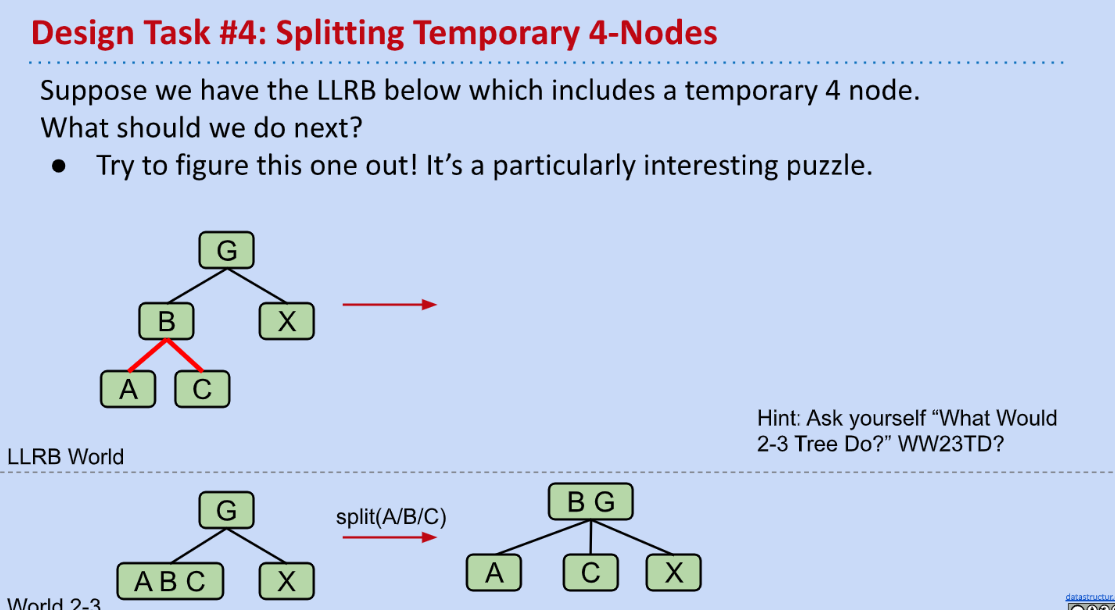 Design Task #4: Splitting Temporary 4-Nodes
Suppose we have the LLRB below which includes a temporary 4 node.
What should we do next?
● Try to figure this one out! It’s a particularly interesting puzzle.
G
B X
A C
Hint: Ask yourself “What Would
2-3 Tree Do?” WW23TD?
LLRB World
G
split(A/B/C)
B G
A B C X
A C X
World 2-3
datastructur.